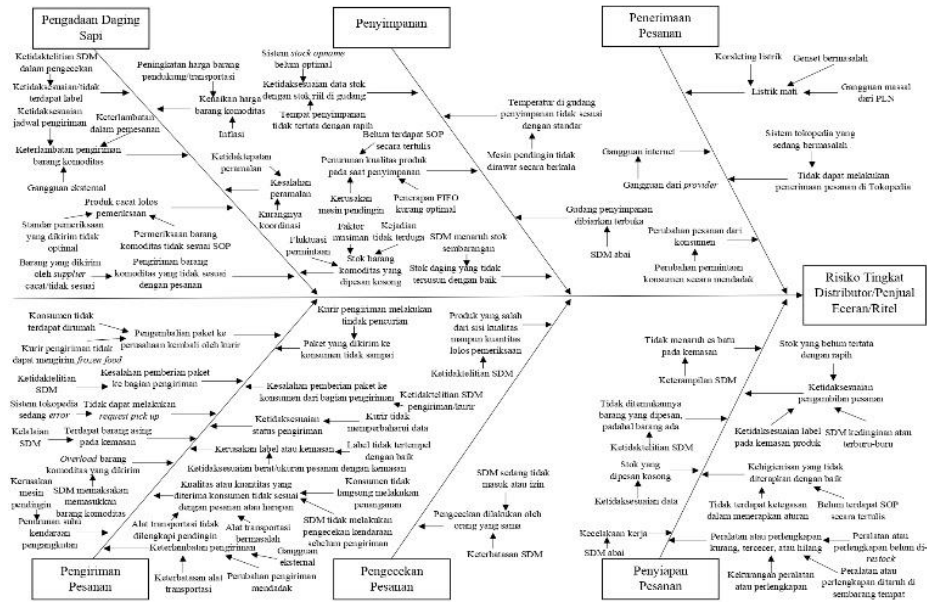 Pengadaan Daging
Sapi
Ketidaktelitian SDM
dalam pengecekan
Ketidaksesuaian/tidak
terdapat label
Ketidaksesuaian
jadwal pengiriman
Keterlambatan
dalam pemesanan
Keterlambatan pengiriman
barang komoditas
Gangguan eksternal
Produk cacat lolos
pemeriksaan
Standar pemeriksaan
yang dikirim tidak
optimal
Permeriksaan barang
komoditas tidak sesuai SOP
Barang yang dikirim
oleh supplier
cacat/tidak sesuai
Pengiriman barang
komoditas yang tidak sesuai
dengan pesanan
Peningkatan harga barang
pendukung/transportasi
Kenaikan harga
barang komoditas
Inflasi
Ketidaktepatan
peramalan
Kesalahan
peramalan
Kurangnya
koordinasi
Fluktuasi
permintaan
Faktor
musiman
Kejadian
tidak terduga
Stok barang
komoditas yang
dipesan kosong
Penyimpanan
Sistem stock opname
belum optimal
Ketidaksesuaian data stok
dengan stok riil di gudang
Tempat penyimpanan
tidak tertata dengan rapih
Belum terdapat SOP
secara tertulis
Penurunan kualitas produk
pada saat penyimpanan
Kerusakan
mesin pendingin
Penerapan FIFO
kurang optimal
SDM menaruh stok
sembarangan
Stok daging yang tidak
tersusun dengan baik
Temperatur di gudang
penyimpanan tidak sesuai
dengan standar
Mesin pendingin tidak
dirawat secara berkala
Gudang penyimpanan
dibiarkan terbuka
SDM abai
Penerimaan
Pesanan
Korsleting listrik
Genset bermasalah
Listrik mati
Gangguan massal
dari PLN
Gangguan internet
Gangguan dari provider
Sistem tokopedia yang
sedang bermasalah
Tidak dapat melakukan
penerimaan pesanan di Tokopedia
Perubahan pesanan dari
konsumen
Perubahan permintaan
konsumen secara mendadak
Risiko Tingkat
Distributor/Penjual
Eceran/Ritel
Konsumen tidak
terdapat dirumah
Pengembalian paket ke
perusahaan kembali oleh kurir
Kurir pengiriman tidak
dapat mengirim frozen food
Kurir pengiriman melakukan
tindak pencurian
Paket yang dikirim ke
konsumen tidak sampai
Ketidaktelitian
SDM
Kesalahan pemberian paket
ke bagian pengiriman
Kesalahan pemberian paket ke
konsumen dari bagian pengiriman
Ketidaktelitian SDM
pengiriman/kurir
Sistem tokopedia
sedang error
Tidak dapat melakukan
request pick up
Ketidaksesuaian
status pengiriman
Kurir tidak
memperbaharui data
Kelalaian
SDM
Terdapat barang asing
pada kemasan
Kerusakan label atau kemasan
Label tidak tertempel
dengan baik
Ketidaksesuaian berat/ukuran pesanan dengan kemasan
Overload barang
komoditas yang dikirim
SDM memaksakan
memasukkan
barang komoditas
Kualitas atau kuantitas yang
diterima konsumen tidak sesuai
dengan pesanan atau harapan
Konsumen tidak
langsung melakukan
penanganan
SDM tidak melakukan
pengecekan kendaraan
sebelum pengiriman
Kerusakan
mesin
pendingin
Penurunan suhu
kendaraan
pengangkutan
Alat transportasi tidak
dilengkapi pendingin
Alat transportasi
bermasalah
Keterlambatan pengiriman
Gangguan
eksternal
Keterbatasan alat
transportasi
Perubahan pengiriman
mendadak
Pengiriman
Pesanan
Produk yang salah
dari sisi kualitas
maupun kuantitas
lolos pemeriksaan
Ketidaktelitian SDM
SDM sedang tidak
masuk atau izin
Pengecekan dilakukan oleh
orang yang sama
Keterbatasan SDM
Pengecekan
Pesanan
Tidak menaruh es batu
pada kemasan
Keterampilan SDM
Stok yang belum tertata
dengan rapih
Ketidaksesuaian
pengambilan pesanan
Ketidaksesuaian label
pada kemasan produk
SDM kedinginan atau
terburu-buru
Tidak ditemukannya
barang yang dipesan,
padahal barang ada
Ketidaktelitian SDM
Stok yang
dipesan kosong
Ketidaksesuaian data
Kehigienisan yang tidak
diterapkan dengan baik
Tidak terdapat ketegasan
dalam menerapkan aturan
Belum terdapat SOP
secara tertulis
Kecelakaan kerja
SDM abai
Peralatan atau perlengkapan
kurang, tercecer, atau hilang
Peralatan atau
perlengkapan belum di-
restock
Kekurangan peralatan
atau perlengkapan
Peralatan atau
perlengkapan ditaruh di
sembarang tempat
Penyiapan
Pesanan